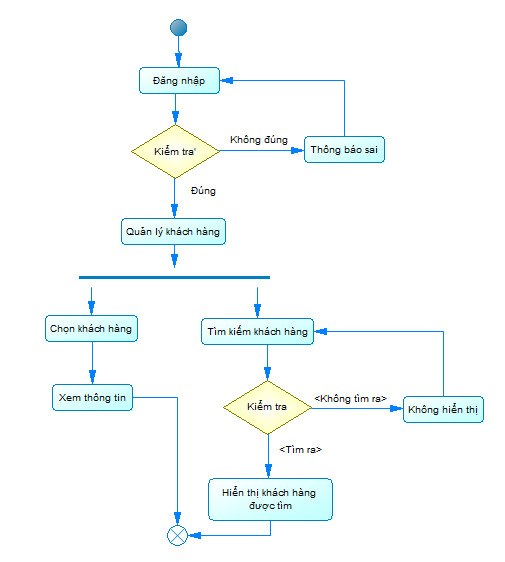 Đăng nhập
Kiểm tra'
Không đúng
Thông báo sai
Đúng
Quản lý khách hàng
Chọn khách hàng
Tìm kiếm khách hàng
Xem thông tin
Kiểm tra
<Không tìm ra>
Không hiển thị
<Tìm ra>
Hiển thị khách hàng
được tìm